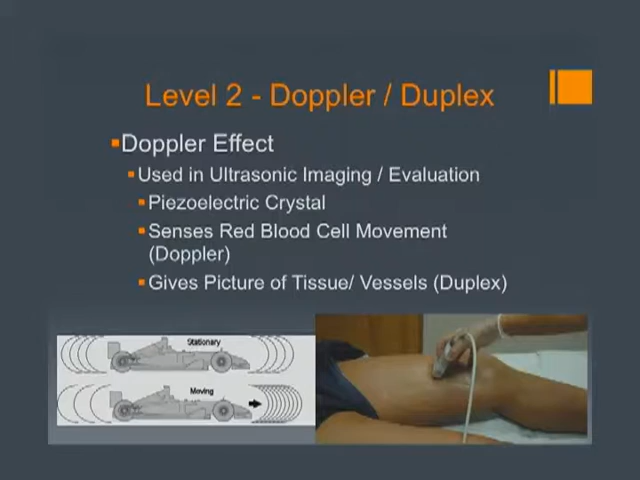 Level 2 - Doppler / Duplex
Doppler Effect
Used in Ultrasonic Imaging / Evaluation
Piezoelectric Crystal
Senses Red Blood Cell Movement
(Doppler)
Gives Picture of Tissue/ Vessels (Duplex)
Stationary
Moving